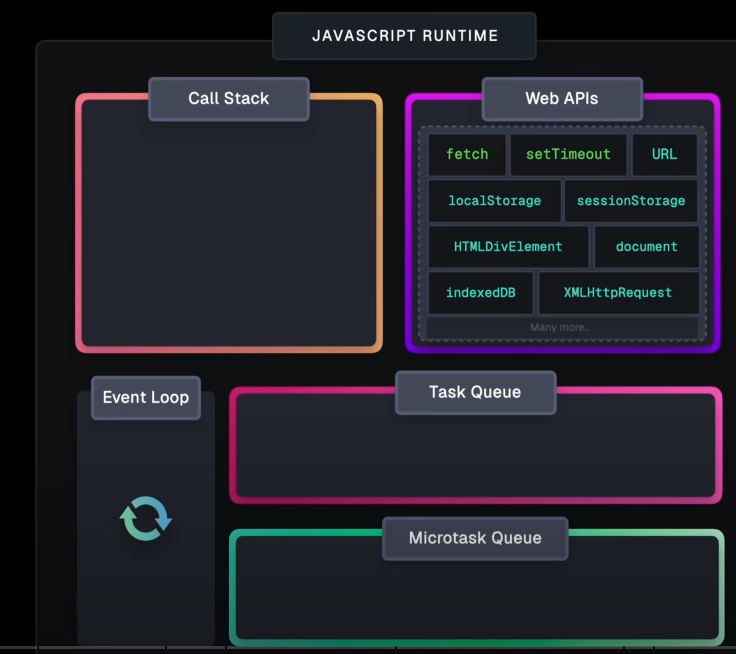 JAVASCRIPT RUNTIME
Call Stack
Web APIs
fetch
setTimeout
URL
localStorage
sessionStorage
HTMLDivElement
document
indexedDB
XMLHttpRequest
Many more..
Event Loop
Task Queue
Microtask Queue